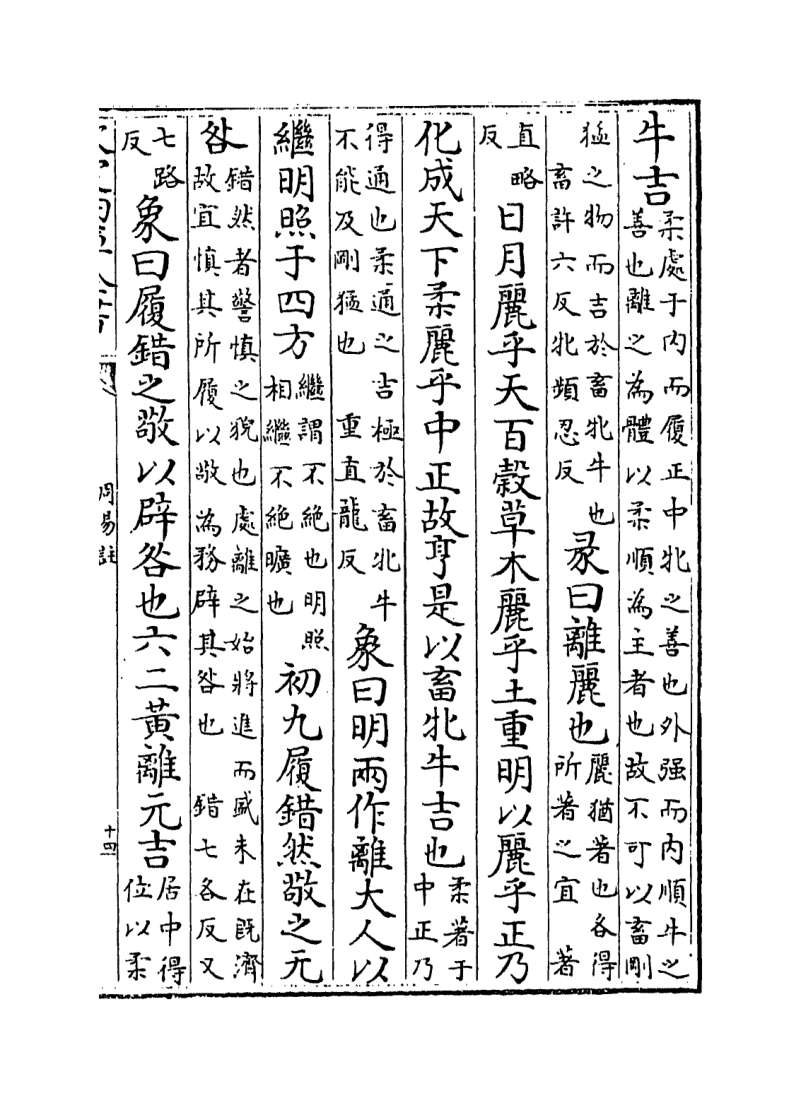 牛吉柔處于内而履正中牝之善也外强而内順牛之善也離之為體以柔順為主者也故不可以畜剛
猛之物而吉於畜牝牛也畜許六反牝頻忍反彖曰離麗也麗猶著也各得所著之宜著
直略反日月麗乎天百穀草木麗乎土重明以麗乎正乃
化成天下柔麗乎中正故亨是以畜牝牛吉也柔著于中正乃
得通也柔通之吉極於畜牝牛不能及剛猛也重直龍反象曰明兩作離大人以
繼明照于四方繼謂不絶也明照相繼不絶曠也初九履錯然敬之无
咎錯然者警慎之貌也處離之始將進而盛未在既濟故宜慎其所履以敬為務辟其咎也錯七各反又
七路反象曰履錯之敬以辟咎也六二黄離元吉居中得位以柔
周易註
十四